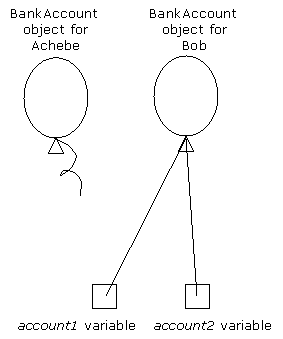 BankAccount
object for
Achebe
BankAccount
object for
Bob
account1 variable
account2 variable